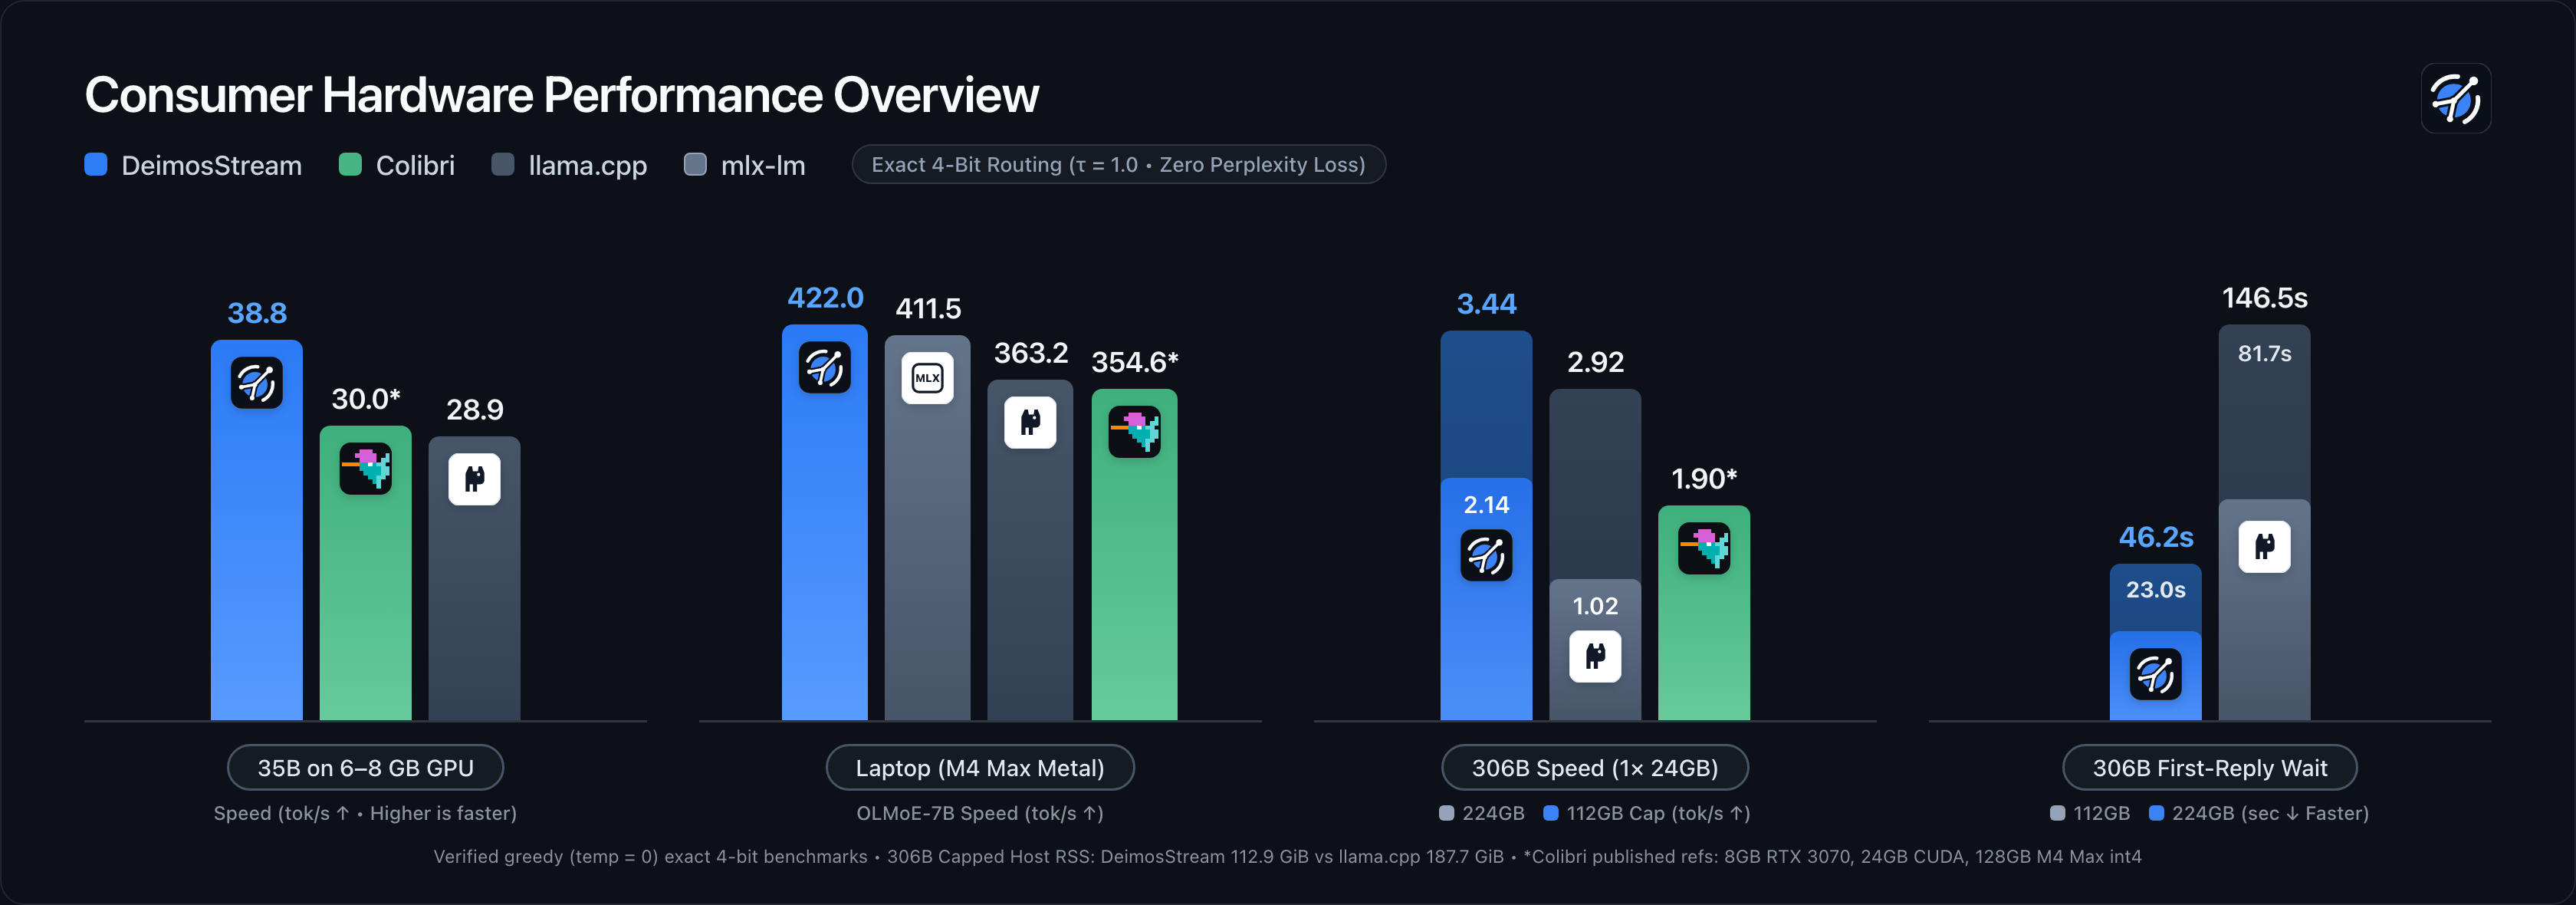 Consumer Hardware Performance Overview
DeimosStream Colibri llama.cpp mlx-lm Exact 4-Bit Routing (τ = 1.0 • Zero Perplexity Loss)
38.8
30.0*
28.9
35B on 6–8 GB GPU
Speed (tok/s ↑ • Higher is faster)
422.0
411.5
MLX
363.2
354.6*
Laptop (M4 Max Metal)
OLMoE-7B Speed (tok/s ↑)
3.44
2.14
2.92
1.02
1.90*
306B Speed (1× 24GB)
224GB 112GB Cap (tok/s ↑)
46.2s
23.0s
146.5s
81.7s
306B First-Reply Wait
112GB 224GB (sec ↓ Faster)
Verified greedy (temp = 0) exact 4-bit benchmarks • 306B Capped Host RSS: DeimosStream 112.9 GiB vs llama.cpp 187.7 GiB • *Colibri published refs: 8GB RTX 3070, 24GB CUDA, 128GB M4 Max int4